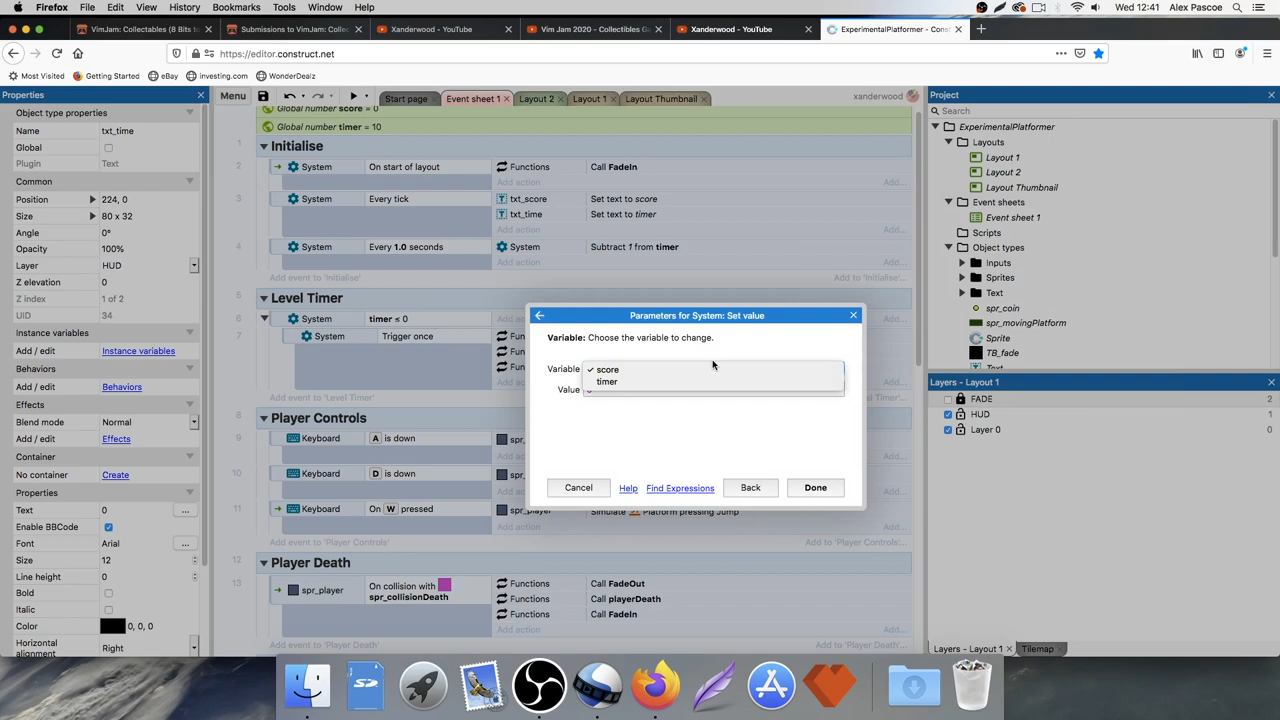 Firefox File Edit View History Bookmarks Tools Window Help Wed 12:41 Alex Pascoe
VimJam: Collectables (8 Bits to Submissions to VimJam: Collectibl Xanderwood - YouTube Vim Jam 2020 - Collectibles Ga Xanderwood - YouTube ExperimentalPlatformer - Cons
https://editor.construct.net
Most Visited Getting Started eBay investing.com WonderDealz
Properties Menu Start page Event sheet 1 Layout 2 Layout 1 Layout Thumbnail xanderwood Project
Object type properties
Name txt_time
Global
Plugin Text
Common
Position 224, 0
Size 80 x 32
Angle 0°
Opacity 100%
Layer HUD
Z elevation 0
Z index 1 of 2
UID 34
Instance variables
Add / edit Instance variables
Behaviors
Add / edit Behaviors
Effects
Blend mode Normal
Add / edit Effects
Container
No container Create
Properties
Text 0 ...
Enable BBCode
Font Arial ...
Size 12
Line height 0
Bold
Italic
Color 0, 0, 0
Horizontal
alignment Right
Global number score = 0
Global number timer = 10
1 Initialise
2 System On start of layout Functions Call FadeIn
Add action Add...
3 System Every tick txt_score Set text to score
txt_time Set text to timer
Add action Add...
4 System Every 1.0 seconds System Subtract 1 from timer
Add action Add...
Add event to 'Initialise' Add to 'Initialise'...
5 Level Timer
6 System timer ≤ 0
7 System Trigger once
8 Player Controls
9 Keyboard A is down
10 Keyboard D is down
11 Keyboard On W pressed spr_player Simulate Platform pressing Jump
Add action Add...
Add event to 'Player Controls' Add to 'Player Controls'...
12 Player Death
13 spr_player On collision with spr_collisionDeath Functions Call FadeOut
Functions Call playerDeath
Functions Call FadeIn
Add action Add...
Add event to 'Player Death' Add to 'Player Death'...
Parameters for System: Set value
Variable: Choose the variable to change.
Variable score
timer
Value
Cancel Help Find Expressions Back Done
Search
ExperimentalPlatformer
Layouts
Layout 1
Layout 2
Layout Thumbnail
Event sheets
Event sheet 1
Scripts
Object types
inputs
Sprites
Text
spr_coin
spr_movingPlatform
Sprite
TB_fade
Layers - Layout 1
FADE 2
HUD 1
Layer 0 0
Layers - Layout 1 Tilemap